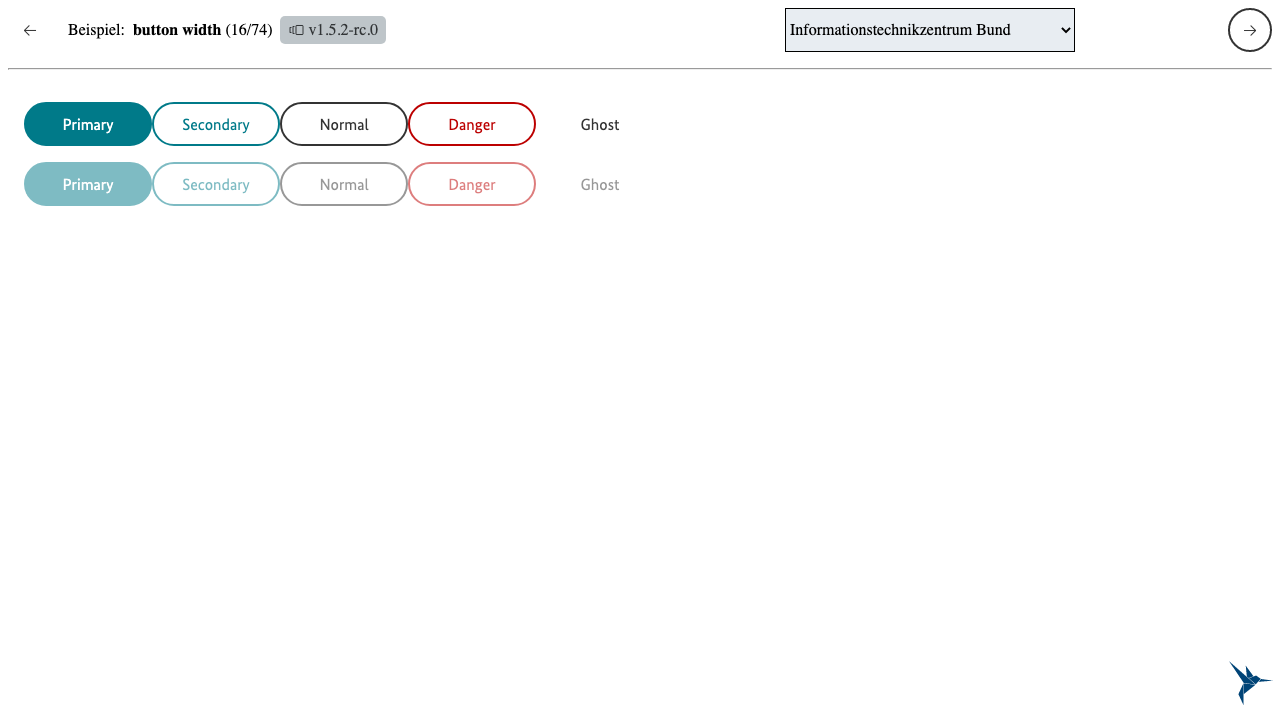 Beispiel: button width (16/74) v1.5.2-rc.0 Informationstechnikzentrum Bund
Primary Secondary Normal Danger Ghost
Primary Secondary Normal Danger Ghost